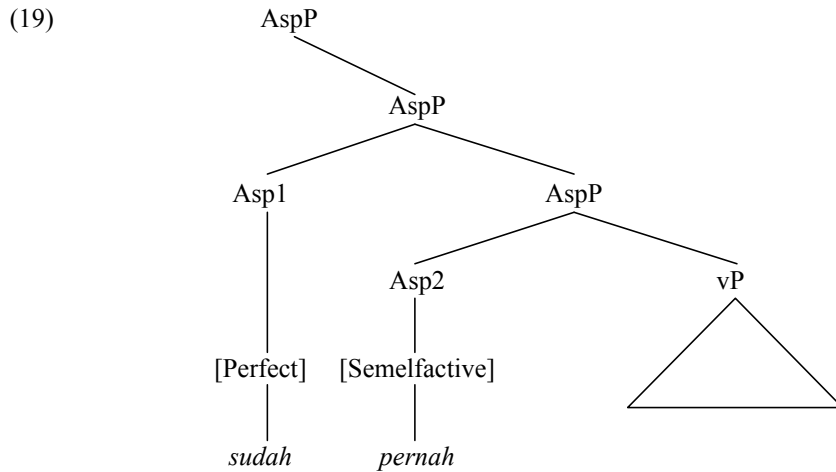 (19) AspP
AspP
Asp1 AspP
Asp2 vP
[Perfect] [Semelfactive]
sudah pernah